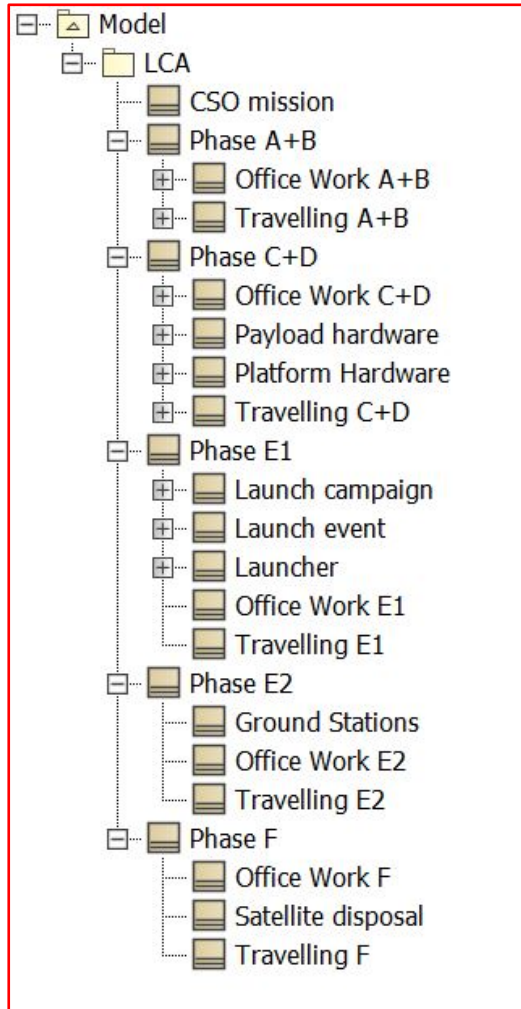 Model
LCA
CSO mission
Phase A+B
Office Work A+B
Travelling A+B
Phase C+D
Office Work C+D
Payload hardware
Platform Hardware
Travelling C+D
Phase E1
Launch campaign
Launch event
Launcher
Office Work E1
Travelling E1
Phase E2
Ground Stations
Office Work E2
Travelling E2
Phase F
Office Work F
Satellite disposal
Travelling F